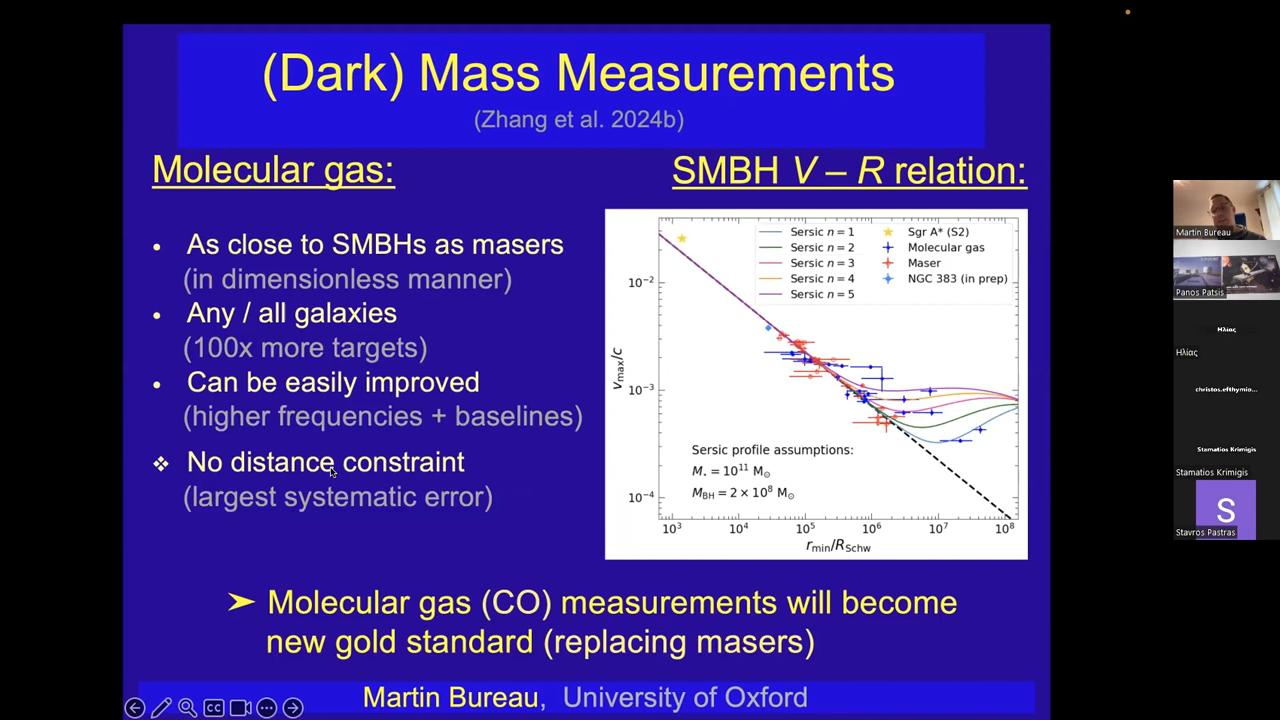 (Dark) Mass Measurements
(Zhang et al. 2024b)
Molecular gas:
• As close to SMBHs as masers
(in dimensionless manner)
• Any / all galaxies
(100x more targets)
• Can be easily improved
(higher frequencies + baselines)
❖ No distance constraint
(largest systematic error)
SMBH V – R relation:
Sersic n = 1
Sersic n = 2
Sersic n = 3
Sersic n = 4
Sersic n = 5
Sgr A* (S2)
Molecular gas
Maser
NGC 383 (in prep)
10⁻²
10⁻³
10⁻⁴
v_max/c
Sersic profile assumptions:
M⋆ = 10¹¹ M⊙
M_BH = 2 × 10⁸ M⊙
10³ 10⁴ 10⁵ 10⁶ 10⁷ 10⁸
r_min/R_Schw
➤ Molecular gas (CO) measurements will become
new gold standard (replacing masers)
Martin Bureau, University of Oxford
CC
Martin Bureau
Panos Patsis
Ηλίας
Ηλίας
christos.efthymio...
Stamatios Krimigis
Stamatios Krimigis
S
Stavros Pastras